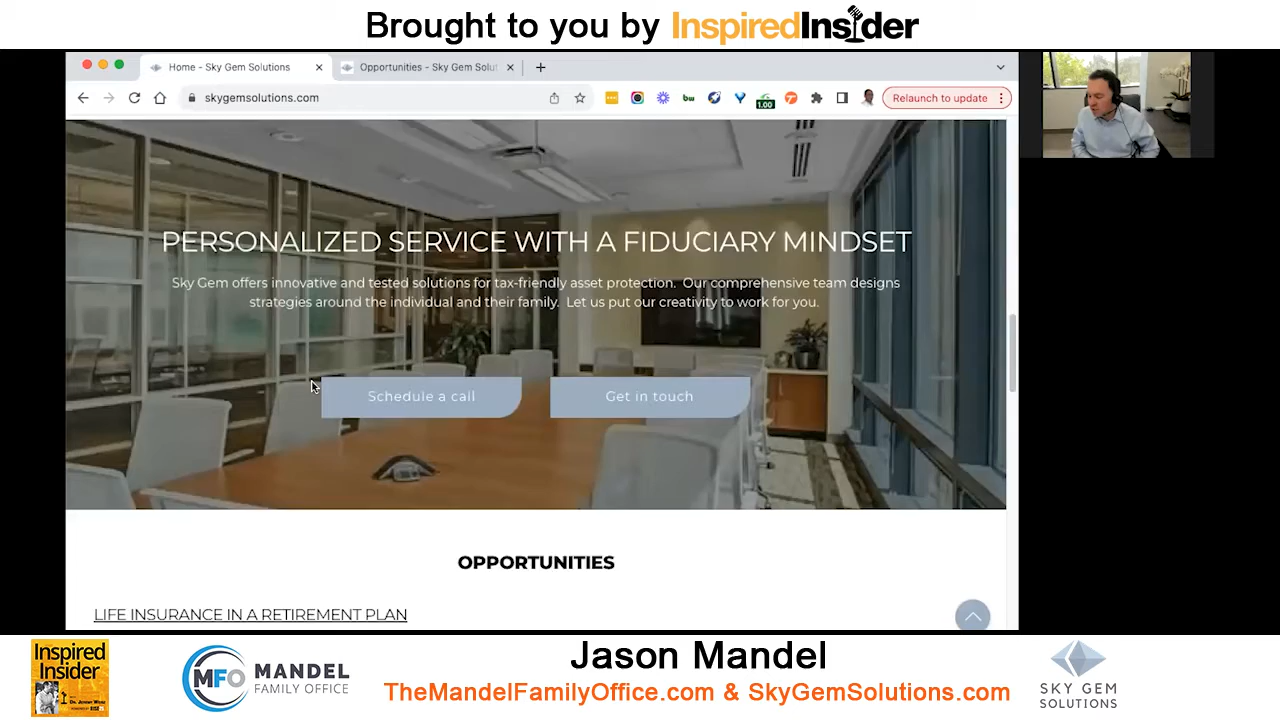 Brought to you by InspiredInsider
Home - Sky Gem Solutions
Opportunities - Sky Gem Solut
skygemsolutions.com
1.00
Relaunch to update
PERSONALIZED SERVICE WITH A FIDUCIARY MINDSET
Sky Gem offers innovative and tested solutions for tax-friendly asset protection. Our comprehensive team designs
strategies around the individual and their family. Let us put our creativity to work for you.
Schedule a call
Get in touch
OPPORTUNITIES
LIFE INSURANCE IN A RETIREMENT PLAN
Inspired
Insider
MFO
MANDEL
FAMILY OFFICE
Jason Mandel
TheMandelFamilyOffice.com & SkyGemSolutions.com
SKY GEM
SOLUTIONS